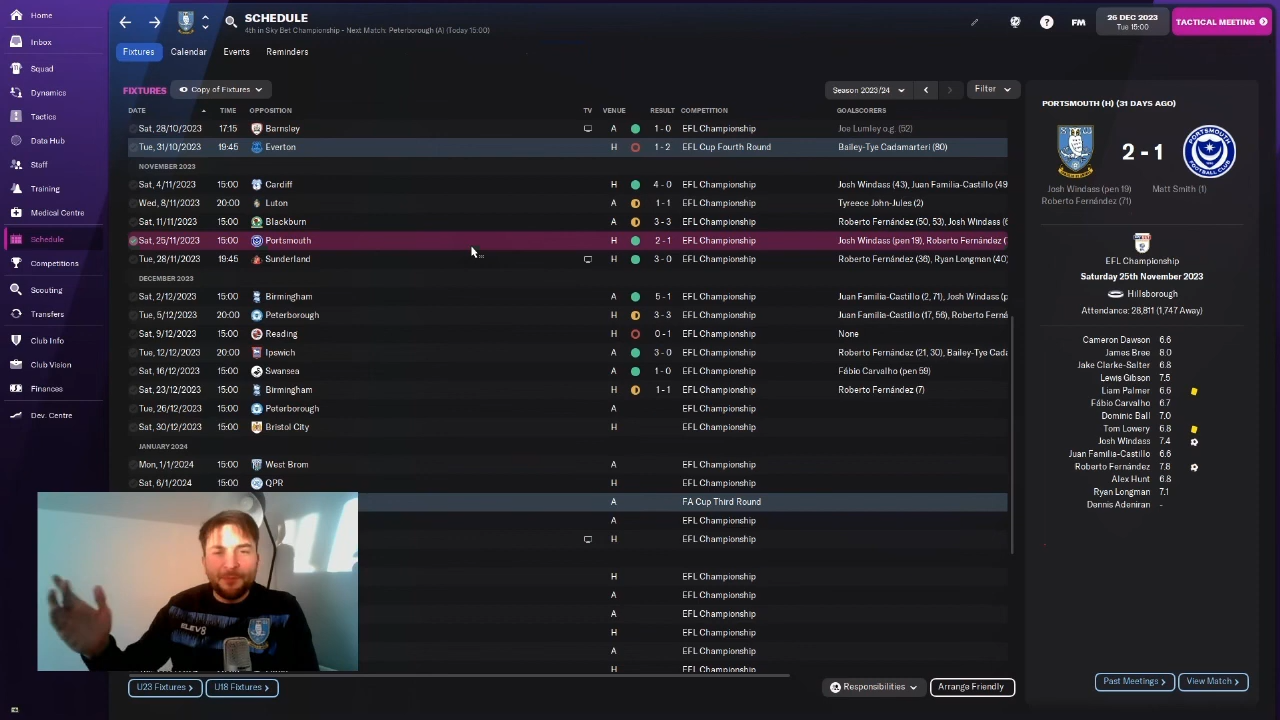 Home
Inbox
Squad
Dynamics
Tactics
Data Hub
Staff
Training
Medical Centre
Schedule
Competitions
Scouting
Transfers
Club Info
Club Vision
Finances
Dev. Centre
SCHEDULE
4th in Sky Bet Championship - Next Match: Peterborough (A) (Today 15:00)
FM
26 DEC 2023
Tue 15:00
TACTICAL MEETING
Fixtures Calendar Events Reminders
FIXTURES Copy of Fixtures Season 2023/24 Filter
DATE TIME OPPOSITION TV VENUE RESULT COMPETITION GOALSCORERS
Sat, 28/10/2023 17:15 Barnsley A 1 - 0 EFL Championship Joe Lumley o.g. (52)
Tue, 31/10/2023 19:45 Everton H 1 - 2 EFL Cup Fourth Round Bailey-Tye Cadamarteri (80)
NOVEMBER 2023
Sat, 4/11/2023 15:00 Cardiff H 4 - 0 EFL Championship Josh Windass (43), Juan Familia-Castillo (49
Wed, 8/11/2023 20:00 Luton A 1 - 1 EFL Championship Tyreece John-Jules (2)
Sat, 11/11/2023 15:00 Blackburn A 3 - 3 EFL Championship Roberto Fernández (50, 53), Josh Windass (6
Sat, 25/11/2023 15:00 Portsmouth H 2 - 1 EFL Championship Josh Windass (pen 19), Roberto Fernández (
Tue, 28/11/2023 19:45 Sunderland H 3 - 0 EFL Championship Roberto Fernández (36), Ryan Longman (40)
DECEMBER 2023
Sat, 2/12/2023 15:00 Birmingham A 5 - 1 EFL Championship Juan Familia-Castillo (2, 71), Josh Windass (p
Tue, 5/12/2023 20:00 Peterborough H 3 - 3 EFL Championship Juan Familia-Castillo (17, 56), Roberto Ferná
Sat, 9/12/2023 15:00 Reading H 0 - 1 EFL Championship None
Tue, 12/12/2023 20:00 Ipswich A 3 - 0 EFL Championship Roberto Fernández (21, 30), Bailey-Tye Cada
Sat, 16/12/2023 15:00 Swansea A 1 - 0 EFL Championship Fábio Carvalho (pen 59)
Sat, 23/12/2023 15:00 Birmingham H 1 - 1 EFL Championship Roberto Fernández (7)
Tue, 26/12/2023 15:00 Peterborough A EFL Championship
Sat, 30/12/2023 15:00 Bristol City H EFL Championship
JANUARY 2024
Mon, 1/1/2024 15:00 West Brom A EFL Championship
Sat, 6/1/2024 15:00 QPR H EFL Championship
A FA Cup Third Round
A EFL Championship
H EFL Championship
H EFL Championship
A EFL Championship
A EFL Championship
H EFL Championship
A EFL Championship
H EFL Championship
ELEV8
U23 Fixtures U18 Fixtures Responsibilities Arrange Friendly
PORTSMOUTH (H) (31 DAYS AGO)
2 - 1
Josh Windass (pen 19) Matt Smith (1)
Roberto Fernández (71)
EFL Championship
Saturday 25th November 2023
Hillsborough
Attendance: 28,811 (1,747 Away)
Cameron Dawson 6.6
James Bree 8.0
Jake Clarke-Salter 6.8
Lewis Gibson 7.5
Liam Palmer 6.6
Fábio Carvalho 6.7
Dominic Ball 7.0
Tom Lowery 6.8
Josh Windass 7.4
Juan Familia-Castillo 6.6
Roberto Fernández 7.8
Alex Hunt 6.8
Ryan Longman 7.1
Dennis Adeniran -
Past Meetings View Match